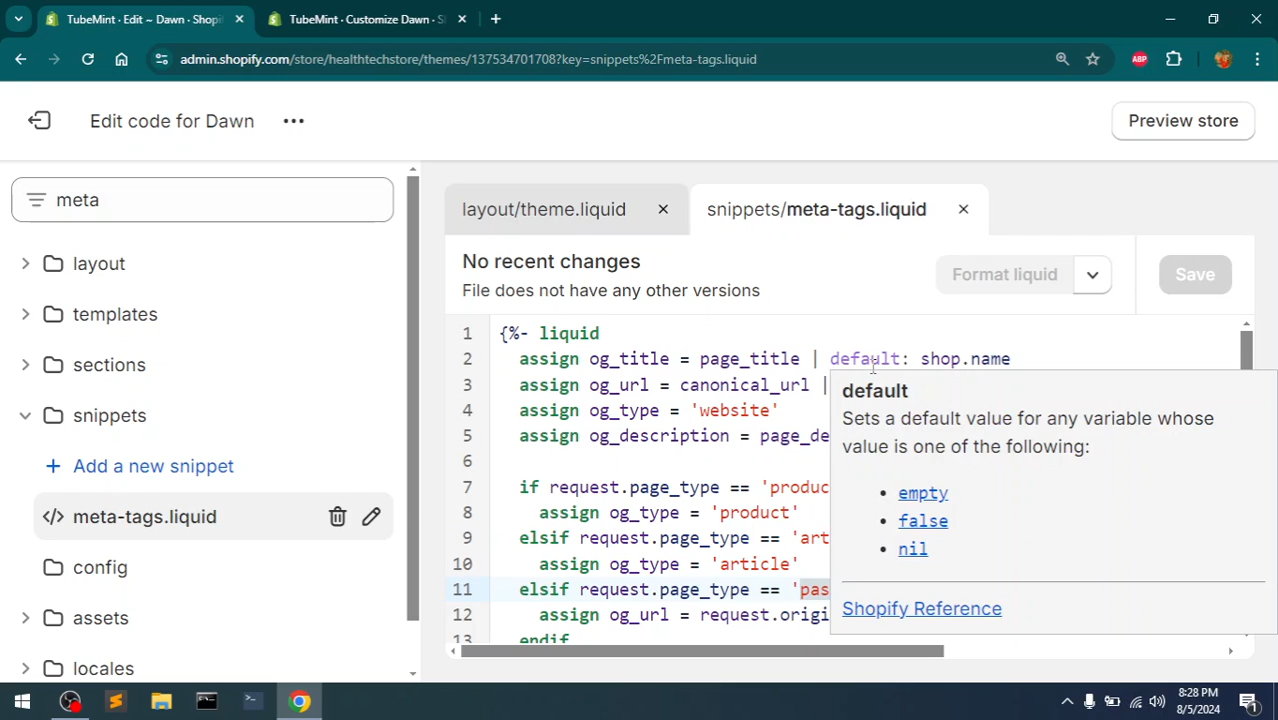 TubeMint · Edit ~ Dawn · Shopi
TubeMint · Customize Dawn · S
admin.shopify.com/store/healthtechstore/themes/137534701708?key=snippets%2Fmeta-tags.liquid
ABP
Edit code for Dawn
Preview store
meta
layout
templates
sections
snippets
Add a new snippet
meta-tags.liquid
config
assets
locales
layout/theme.liquid
snippets/meta-tags.liquid
No recent changes
File does not have any other versions
Format liquid
Save
1 {%- liquid
2 assign og_title = page_title | default: shop.name
3 assign og_url = canonical_url |
4 assign og_type = 'website'
5 assign og_description = page_de
6
7 if request.page_type == 'produc
8 assign og_type = 'product'
9 elsif request.page_type == 'art
10 assign og_type = 'article'
11 elsif request.page_type == 'pas
12 assign og_url = request.origi
13 endif
default
Sets a default value for any variable whose
value is one of the following:
empty
false
nil
Shopify Reference
8:28 PM
8/5/2024
1